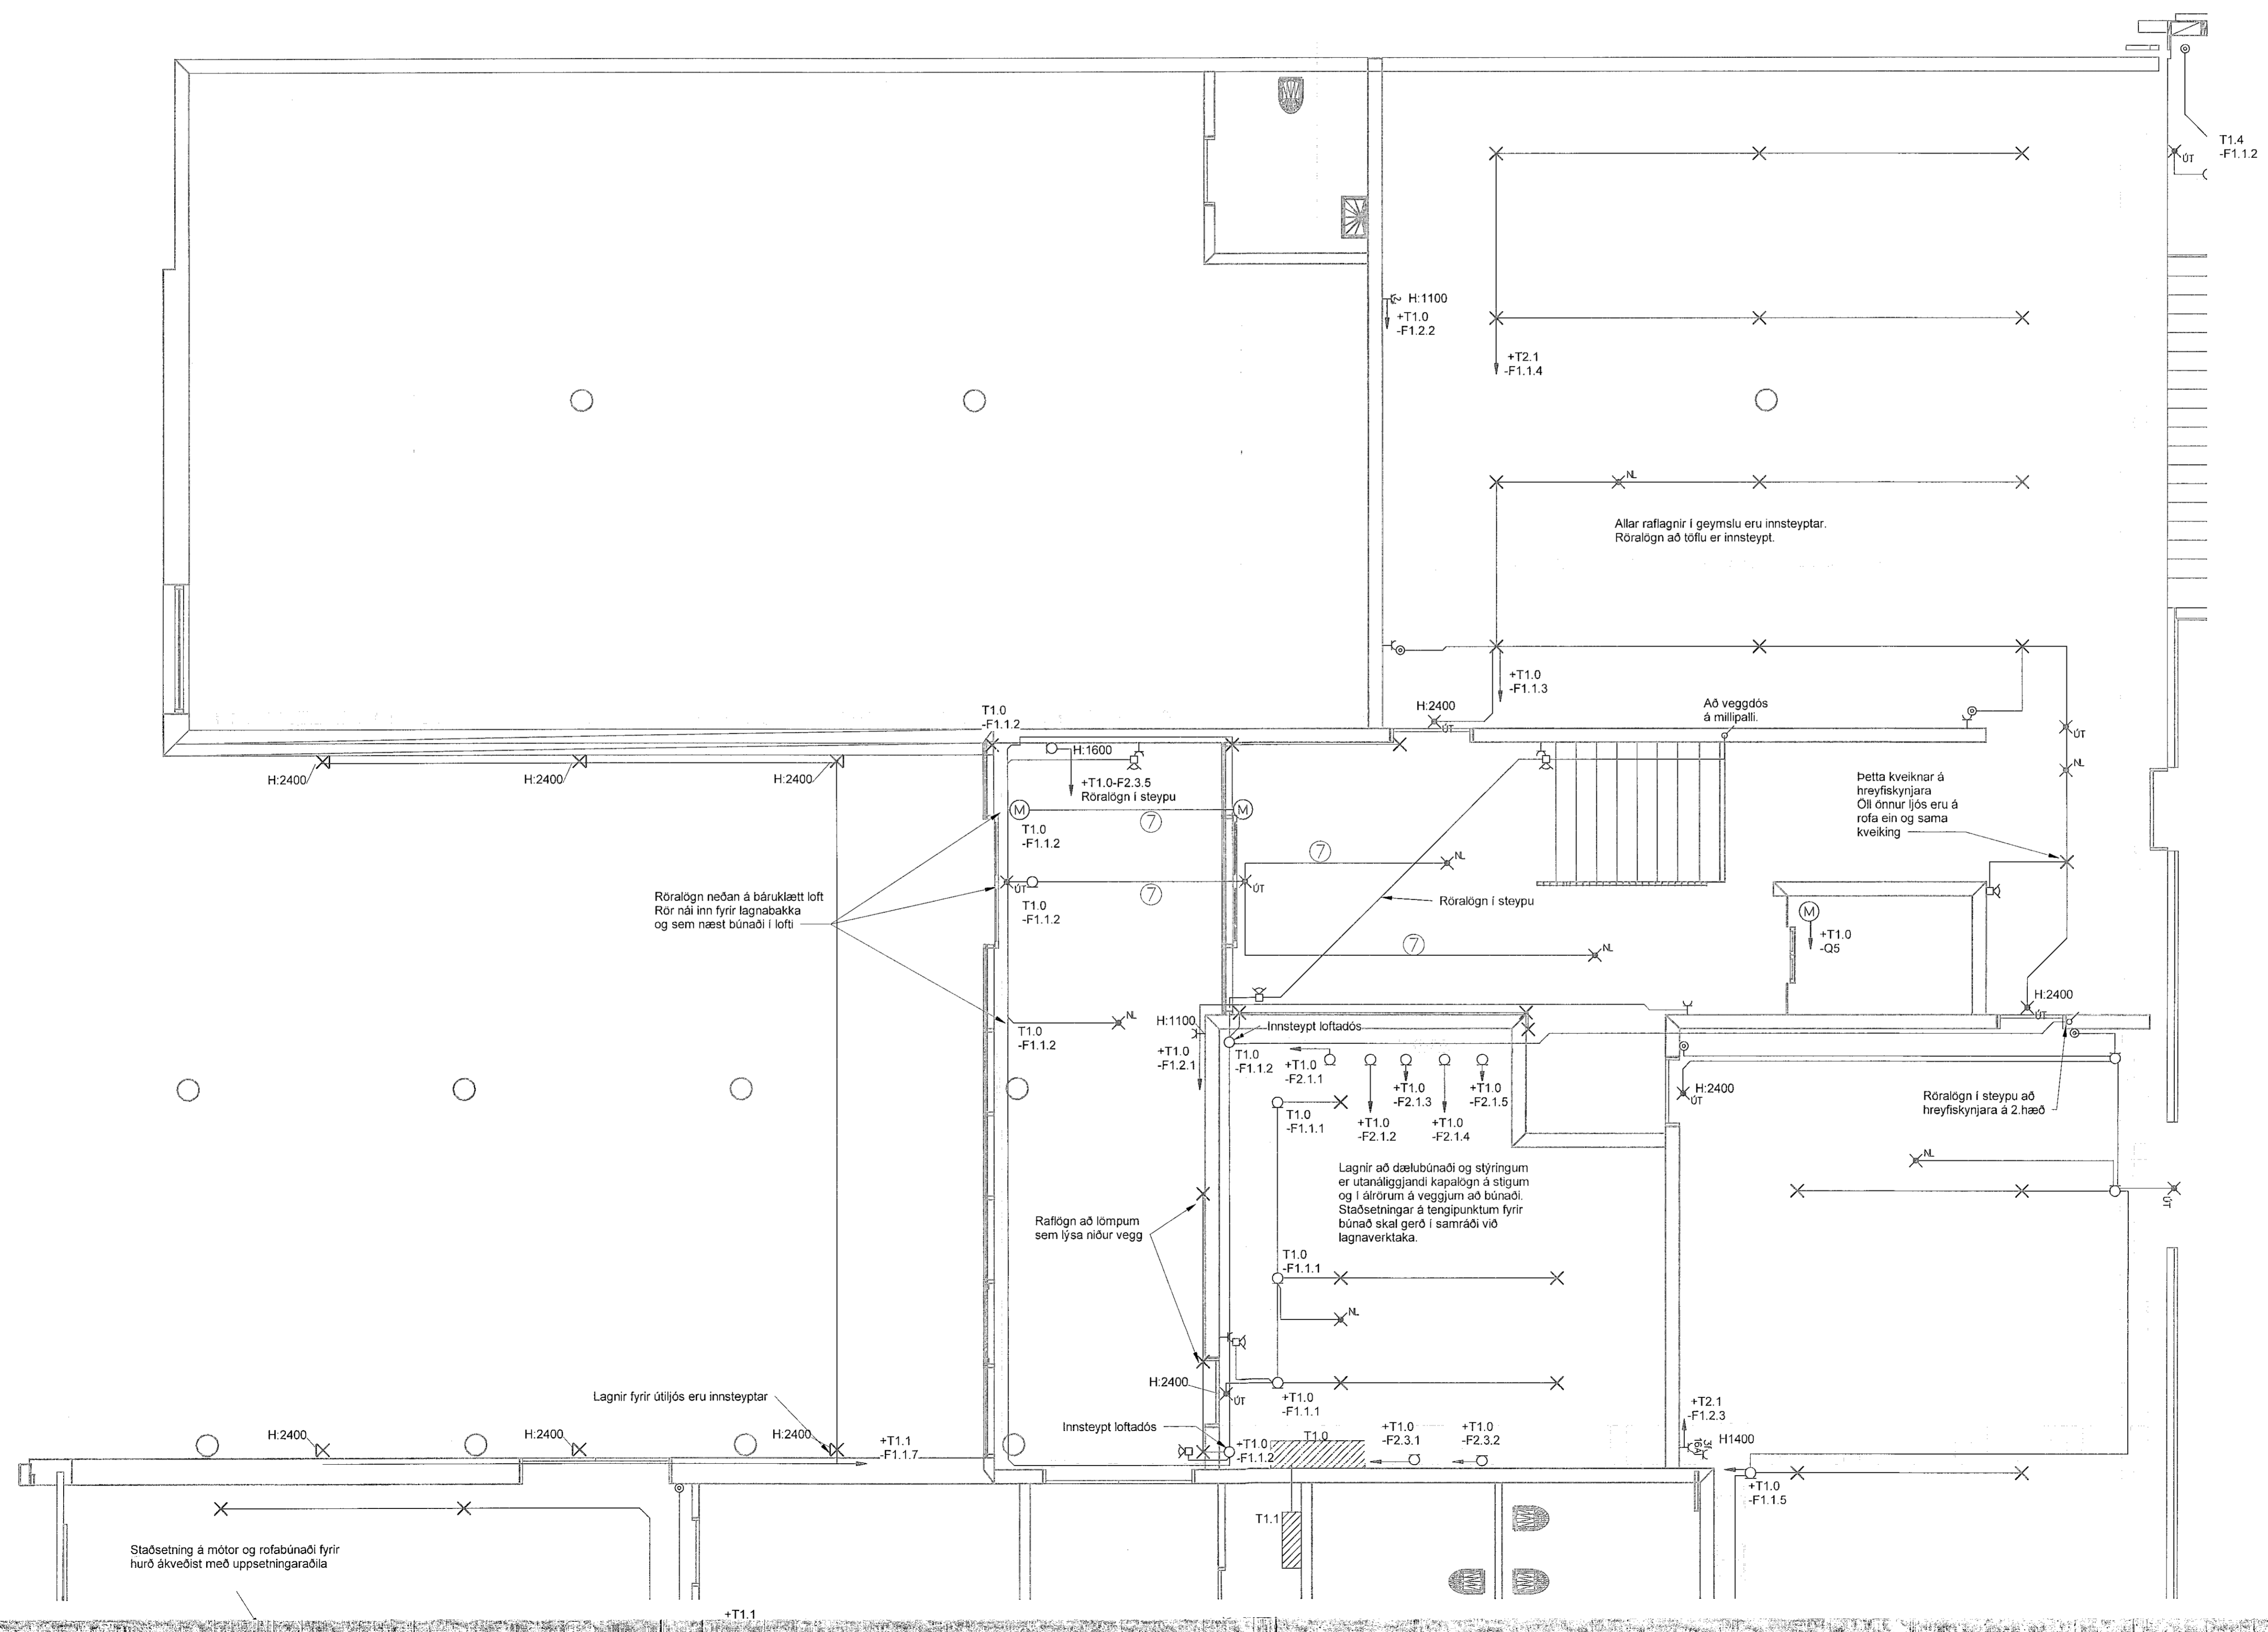 T1.4
-F1.1.2
ÚT
H:1100
+T1.0
-F1.2.2
+T2.1
-F1.1.4
NL
Allar raflagnir í geymslu eru innsteyptar.
Röralögn að töflu er innsteypt.
+T1.0
-F1.1.3
H:2400
ÚT
Að veggdós
á millipalli.
ÚT
NL
T1.0
-F1.1.2
H:1600
+T1.0-F2.3.5
Röralögn í steypu
H:2400
H:2400
H:2400
M
T1.0
-F1.1.2
7
M
7
NL
Þetta kveiknar á
hreyfiskynjara
Öll önnur ljós eru á
rofa ein og sama
kveiking
ÚT
T1.0
-F1.1.2
7
ÚT
Röralögn neðan á báruklætt loft
Rör nái inn fyrir lagnabakka
og sem næst búnaði í lofti
Röralögn í steypu
7
NL
M
+T1.0
-Q5
H:2400
ÚT
NL
T1.0
-F1.1.2
H:1100
+T1.0
-F1.2.1
Innsteypt loftadós
T1.0
-F1.1.2
+T1.0
-F2.1.1
+T1.0
-F2.1.2
+T1.0
-F2.1.3
+T1.0
-F2.1.4
+T1.0
-F2.1.5
T1.0
-F1.1.1
H:2400
ÚT
Röralögn í steypu að
hreyfiskynjara á 2.hæð
NL
ÚT
Lagnir að dælubúnaði og stýringum
er utanáliggjandi kapalögn á stigum
og í álrörum á veggjum að búnaði.
Staðsetningar á tengipunktum fyrir
búnað skal gerð í samráði við
lagnaverktaka.
Raflögn að lömpum
sem lýsa niður vegg
T1.0
-F1.1.1
NL
H:2400
ÚT
+T1.0
-F1.1.1
Lagnir fyrir útiljós eru innsteyptar
H:2400
H:2400
H:2400
+T1.1
-F1.1.7
Innsteypt loftadós
+T1.0
-F1.1.2
T1.0
+T1.0
-F2.3.1
+T1.0
-F2.3.2
+T2.1
-F1.2.3
16A
H1400
+T1.0
-F1.1.5
T1.1
Staðsetning á mótor og rofabúnaði fyrir
hurð ákveðist með uppsetningaraðila
+T1.1